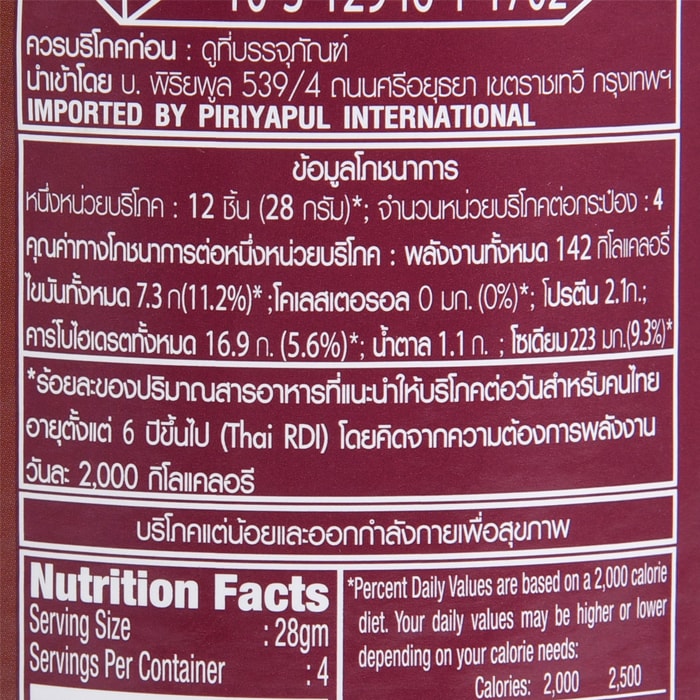 ควรบริโภคก่อน : ดูที่บรรจุภัณฑ์
นำเข้าโดย บ. พิริยพูล 539/4 ถนนศรีอยุธยา เขตราชเทวี กรุงเทพฯ
IMPORTED BY PIRIYAPUL INTERNATIONAL
ข้อมูลโภชนาการ
หนึ่งหน่วยบริโภค : 12 ชิ้น (28 กรัม)*; จำนวนหน่วยบริโภคต่อกระป๋อง : 4
คุณค่าทางโภชนาการต่อหนึ่งหน่วยบริโภค : พลังงานทั้งหมด 142 กิโลแคลอรี
ไขมันทั้งหมด 7.3 ก(11.2%)* ;โคเลสเตอรอล 0 มก. (0%)*; โปรตีน 2.1ก.;
คาร์โบไฮเดรตทั้งหมด 16.9 ก. (5.6%)*; น้ำตาล 1.1 ก. ; โซเดียม 223 มก.(9.3%)*
*ร้อยละของปริมาณสารอาหารที่แนะนำให้บริโภคต่อวันสำหรับคนไทย
อายุตั้งแต่ 6 ปีขึ้นไป (Thai RDI) โดยคิดจากความต้องการพลังงาน
วันละ 2,000 กิโลแคลอรี
บริโภคแต่น้อยและออกกำลังกายเพื่อสุขภาพ
Nutrition Facts
Serving Size : 28gm
Servings Per Container : 4
*Percent Daily Values are based on a 2,000 calorie
diet. Your daily values may be higher or lower
depending on your calorie needs:
Calories: 2,000 2,500